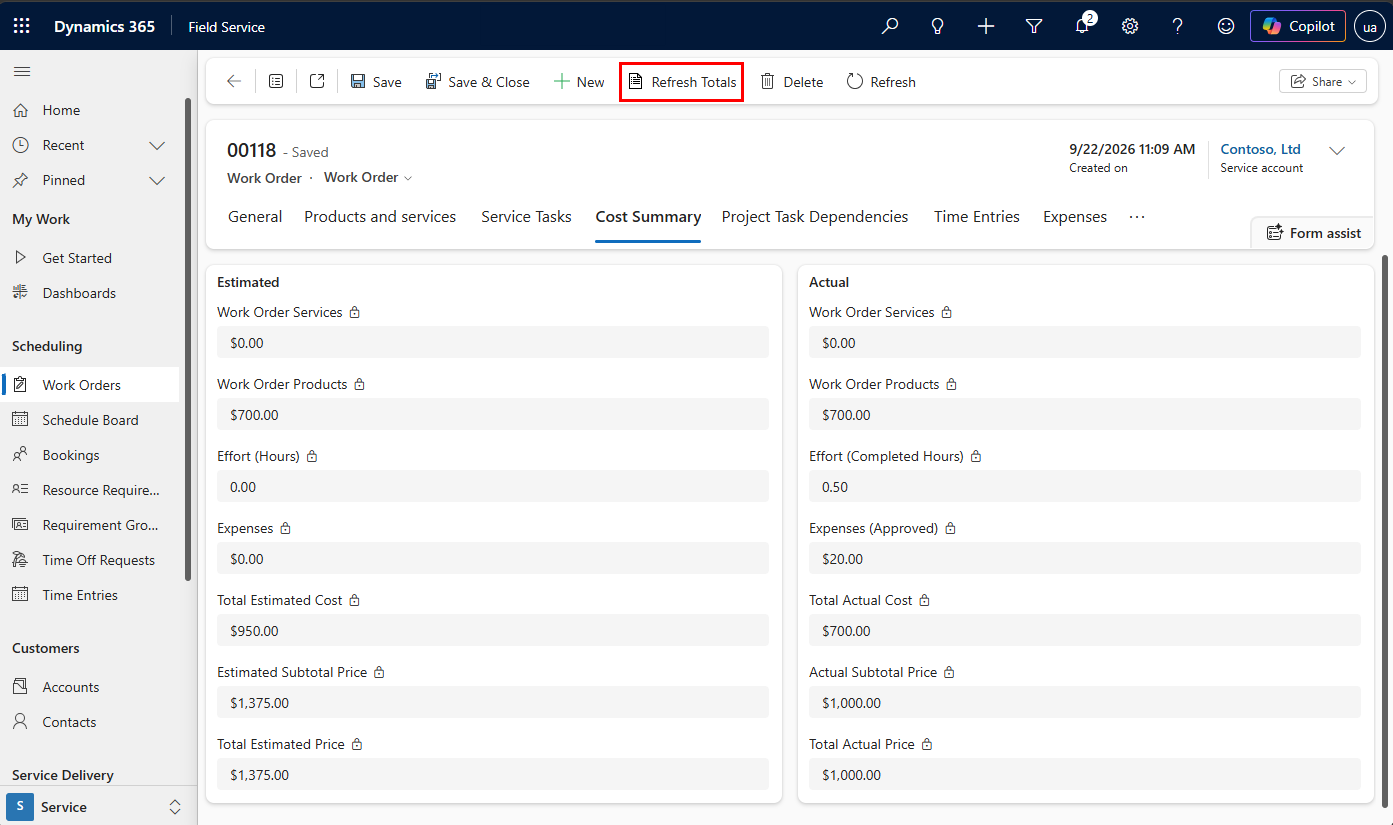 Dynamics 365 Field Service 2 Copilot ua
Save Save & Close New Refresh Totals Delete Refresh Share
Home
Recent
Pinned
My Work
Get Started
Dashboards
Scheduling
Work Orders
Schedule Board
Bookings
Resource Require...
Requirement Gro...
Time Off Requests
Time Entries
Customers
Accounts
Contacts
Service Delivery
S Service
00118 - Saved
Work Order · Work Order
9/22/2026 11:09 AM
Created on
Contoso, Ltd
Service account
General Products and services Service Tasks Cost Summary Project Task Dependencies Time Entries Expenses ...
Form assist
Estimated
Work Order Services
$0.00
Work Order Products
$700.00
Effort (Hours)
0.00
Expenses
$0.00
Total Estimated Cost
$950.00
Estimated Subtotal Price
$1,375.00
Total Estimated Price
$1,375.00
Actual
Work Order Services
$0.00
Work Order Products
$700.00
Effort (Completed Hours)
0.50
Expenses (Approved)
$20.00
Total Actual Cost
$700.00
Actual Subtotal Price
$1,000.00
Total Actual Price
$1,000.00